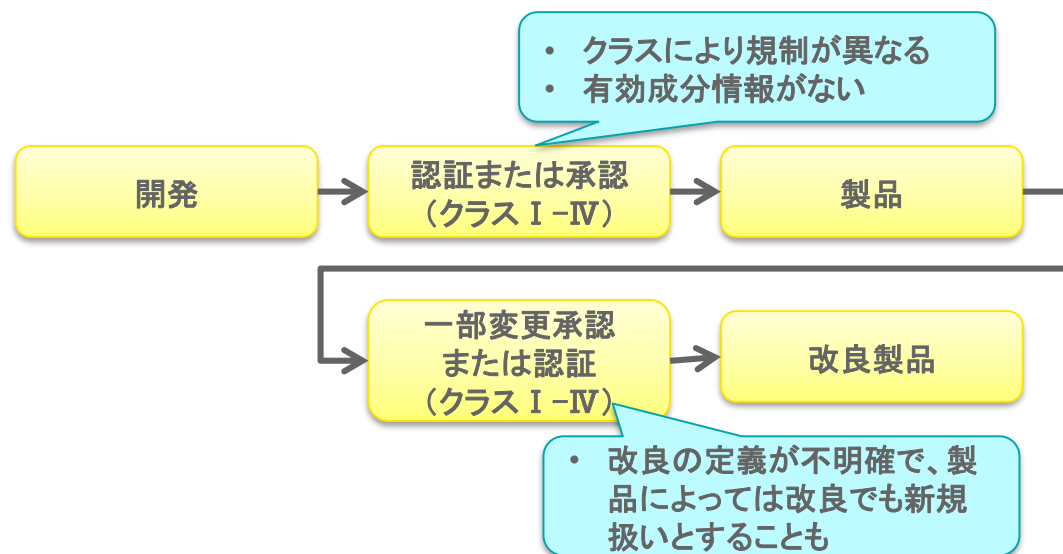 • クラスにより規制が異なる
• 有効成分情報がない
開発
認証または承認
（クラスⅠ-Ⅳ）
製品
一部変更承認
または認証
（クラスⅠ-Ⅳ）
改良製品
• 改良の定義が不明確で、製
品によっては改良でも新規
扱いとすることも